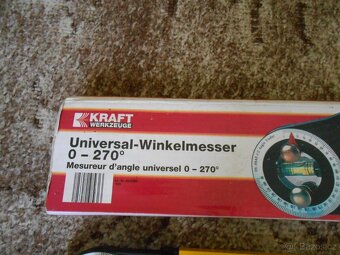 KRAFT
WERKZEUGE
Universal-Winkelmesser
0 – 270°
Mesureur d'angle universel 0 – 270°